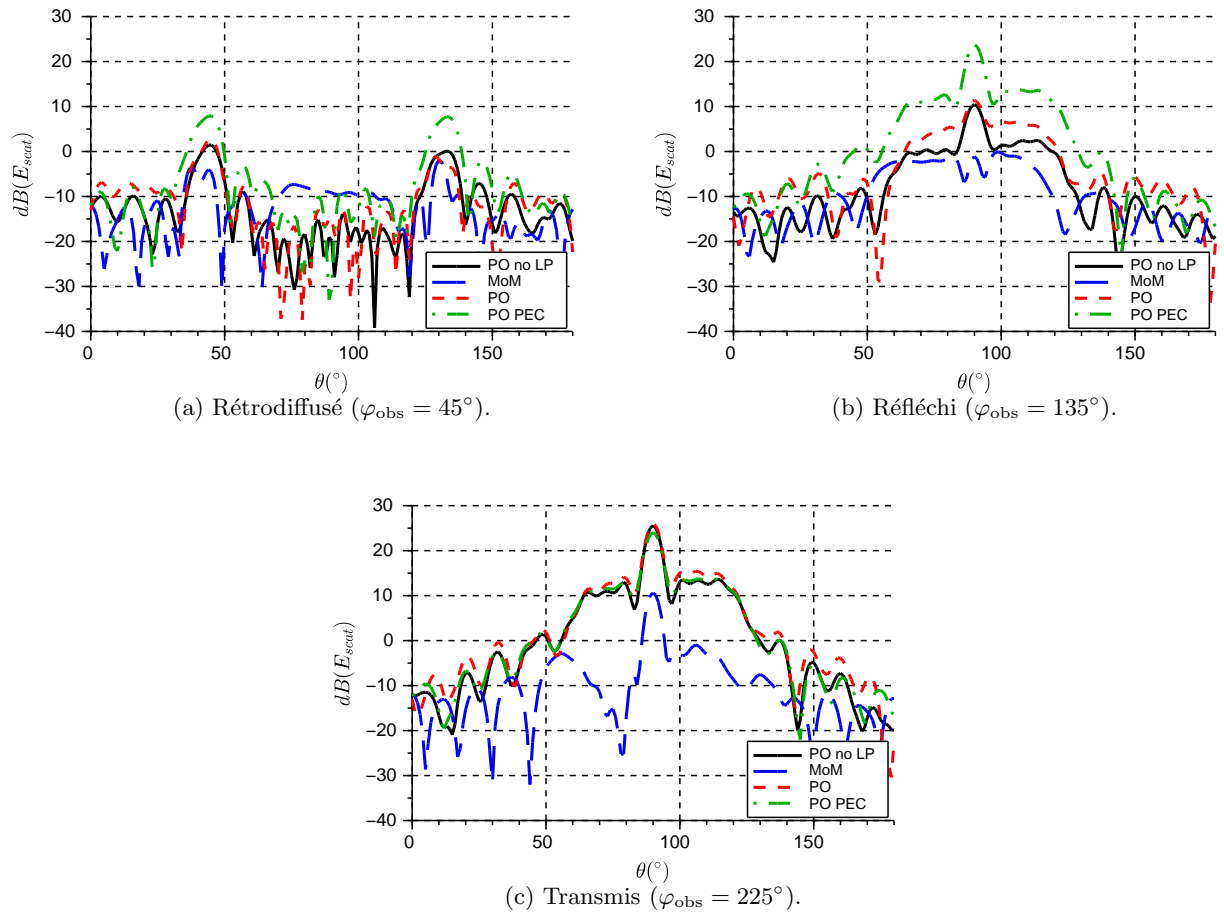 30
20
10
0
−10
−20
−30
−40
0
50
100
150
dB(E_scat)
θ(°)
PO no LP
MoM
PO
PO PEC
(a) Rétrodiffusé (φ_obs = 45°).
30
20
10
0
−10
−20
−30
−40
0
50
100
150
dB(E_scat)
θ(°)
PO no LP
MoM
PO
PO PEC
(b) Réfléchi (φ_obs = 135°).
30
20
10
0
−10
−20
−30
−40
0
50
100
150
dB(E_scat)
θ(°)
PO no LP
MoM
PO
PO PEC
(c) Transmis (φ_obs = 225°).